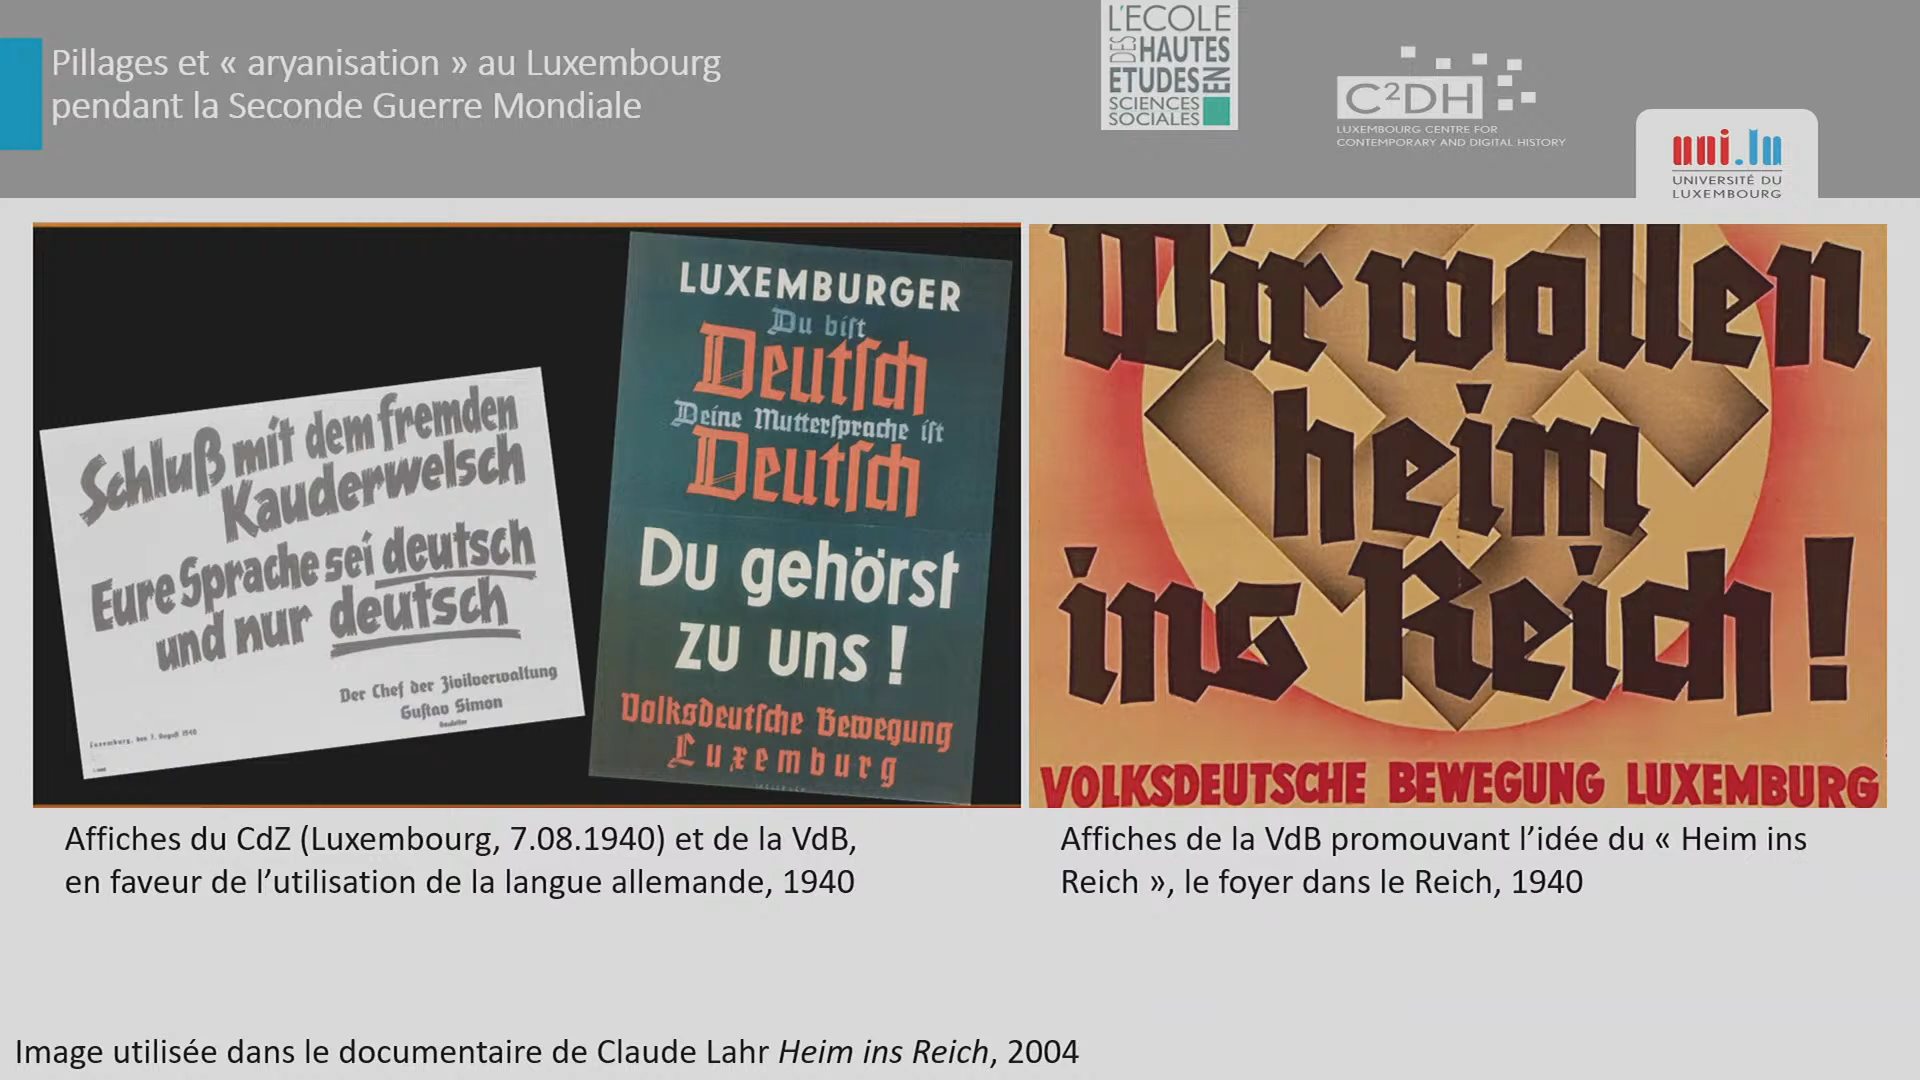 Pillages et « aryanisation » au Luxembourg
pendant la Seconde Guerre Mondiale
L'ECOLE
DES HAUTES
ETUDES EN
SCIENCES
SOCIALES
C²DH
LUXEMBOURG CENTRE FOR
CONTEMPORARY AND DIGITAL HISTORY
uni.lu
UNIVERSITÉ DU
LUXEMBOURG
Schluß mit dem fremden
Kauderwelsch
Eure Sprache sei deutsch
und nur deutsch
Der Chef der Zivilverwaltung
Gustav Simon
Gauleiter
Luxemburg, den 7. August 1940
LUXEMBURGER
Du bist
Deutsch
Deine Muttersprache ist
Deutsch
Du gehörst
zu uns !
Volksdeutsche Bewegung
Luxemburg
Wir wollen
heim
ins Reich !
VOLKSDEUTSCHE BEWEGUNG LUXEMBURG
Affiches du CdZ (Luxembourg, 7.08.1940) et de la VdB,
en faveur de l’utilisation de la langue allemande, 1940
Affiches de la VdB promouvant l’idée du « Heim ins
Reich », le foyer dans le Reich, 1940
Image utilisée dans le documentaire de Claude Lahr Heim ins Reich, 2004